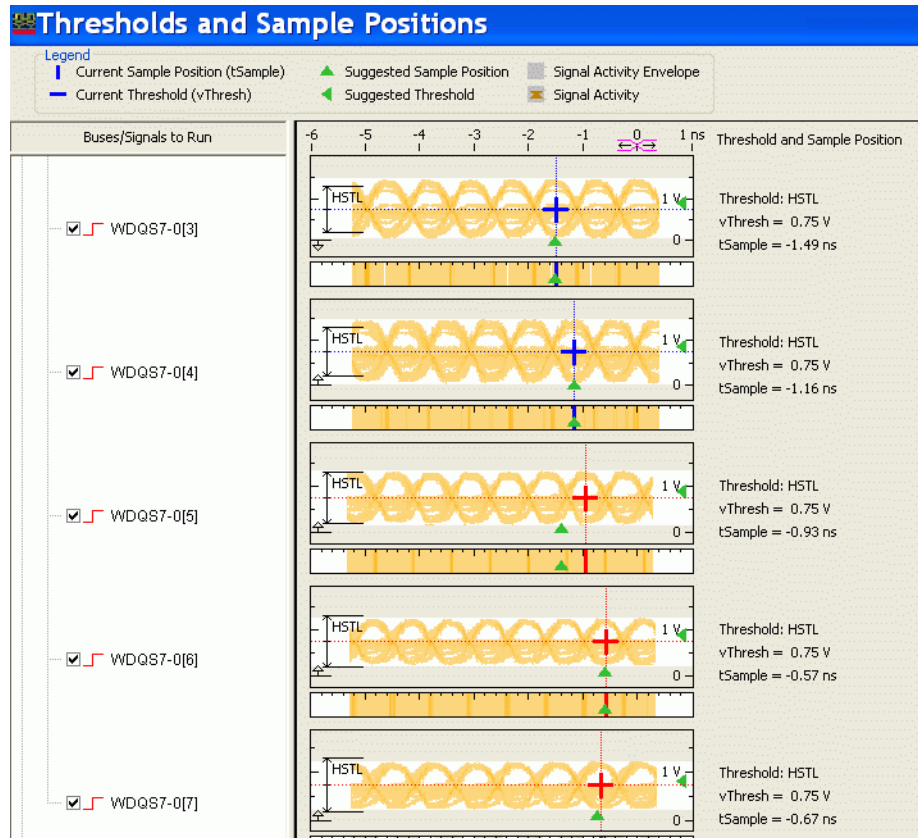 Thresholds and Sample Positions
Legend
Current Sample Position (tSample)
Suggested Sample Position
Signal Activity Envelope
Current Threshold (vThresh)
Suggested Threshold
Signal Activity
Buses/Signals to Run
-6 -5 -4 -3 -2 -1 0 1 ns
Threshold and Sample Position
WDQS7-0[3]
HSTL
1 V
0
Threshold: HSTL
vThresh = 0.75 V
tSample = -1.49 ns
WDQS7-0[4]
HSTL
1 V
0
Threshold: HSTL
vThresh = 0.75 V
tSample = -1.16 ns
WDQS7-0[5]
HSTL
1 V
0
Threshold: HSTL
vThresh = 0.75 V
tSample = -0.93 ns
WDQS7-0[6]
HSTL
1 V
0
Threshold: HSTL
vThresh = 0.75 V
tSample = -0.57 ns
WDQS7-0[7]
HSTL
1 V
0
Threshold: HSTL
vThresh = 0.75 V
tSample = -0.67 ns